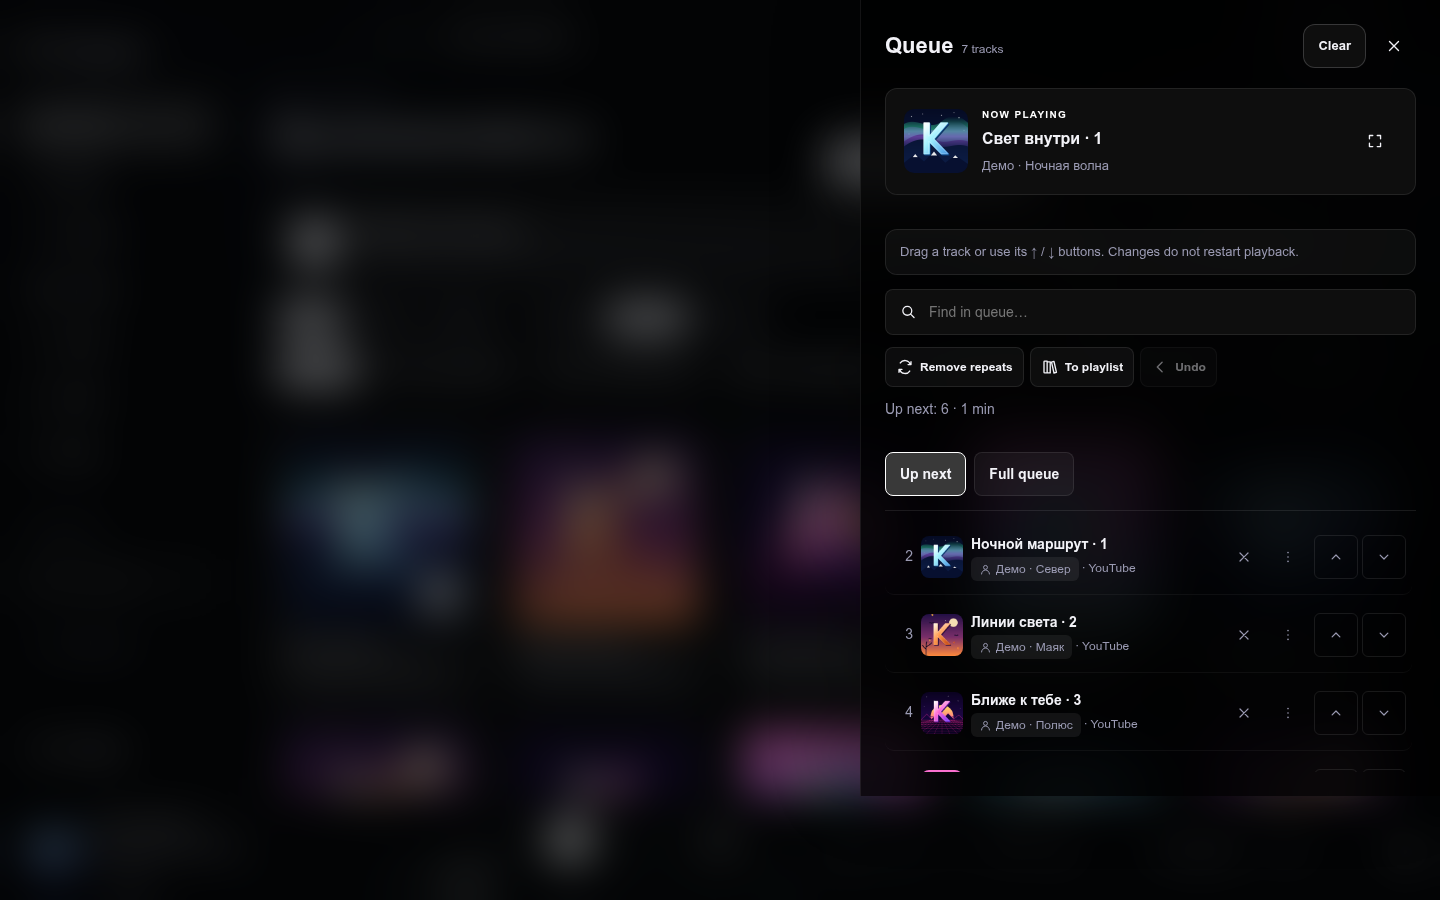 Queue 7 tracks Clear
NOW PLAYING
Свет внутри · 1
Демо · Ночная волна
Drag a track or use its ↑ / ↓ buttons. Changes do not restart playback.
Find in queue…
Remove repeats To playlist Undo
Up next: 6 · 1 min
Up next Full queue
2 Ночной маршрут · 1
Демо · Север · YouTube
3 Линии света · 2
Демо · Маяк · YouTube
4 Ближе к тебе · 3
Демо · Полюс · YouTube